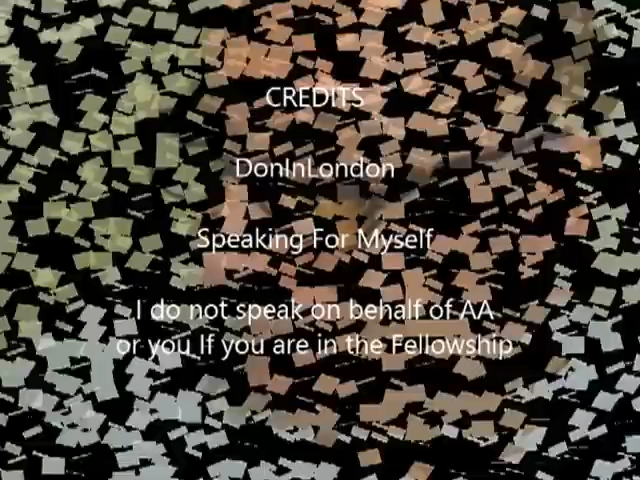 CREDITS
DonInLondon
Speaking For Myself
I do not speak on behalf of AA
or you If you are in the Fellowship